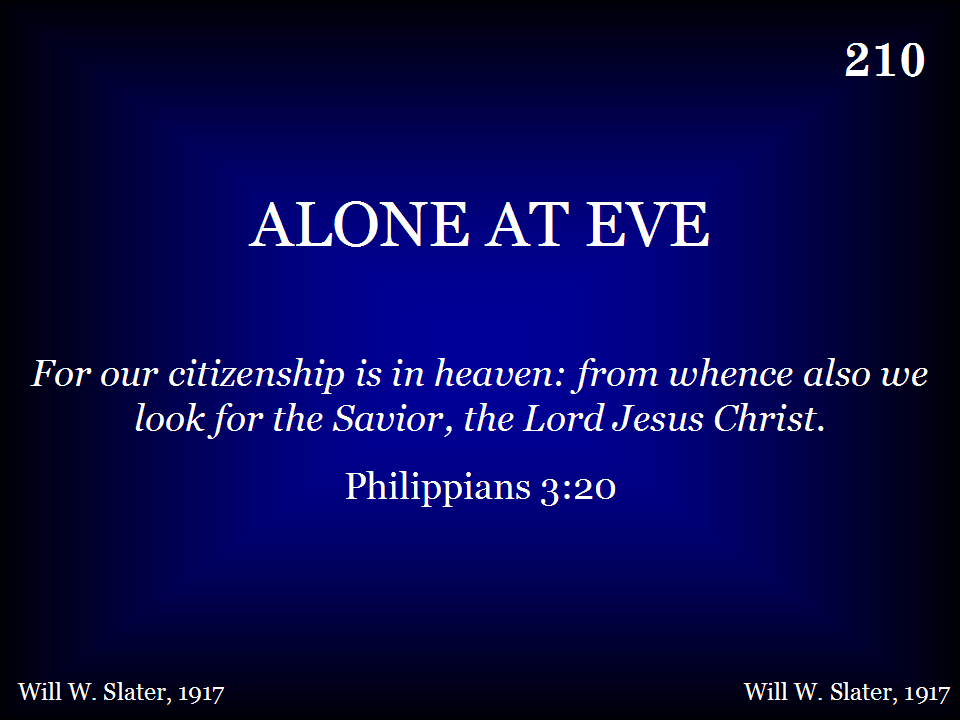 210
ALONE AT EVE
For our citizenship is in heaven: from whence also we
look for the Savior, the Lord Jesus Christ.
Philippians 3:20
Will W. Slater, 1917
Will W. Slater, 1917